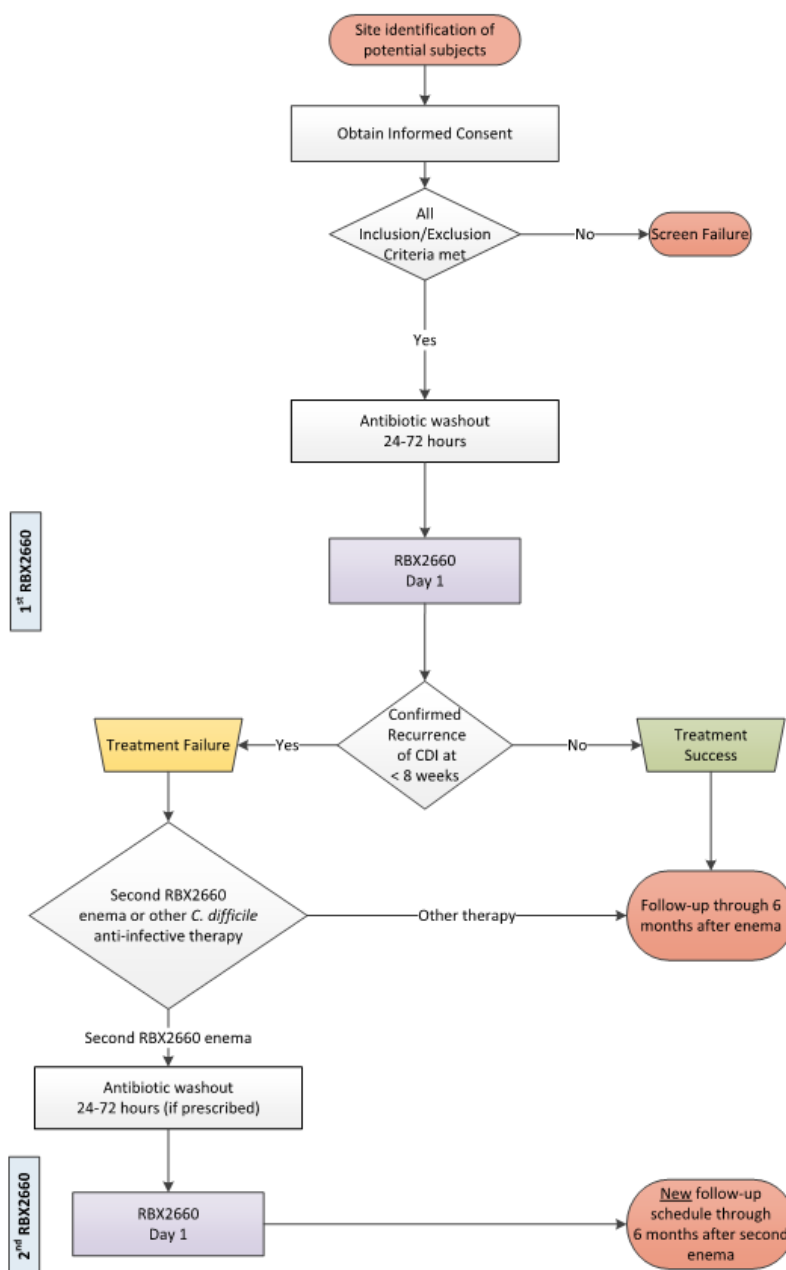 Site identification of
potential subjects
Obtain Informed Consent
All
Inclusion/Exclusion
Criteria met
No
Screen Failure
Yes
Antibiotic washout
24-72 hours
1st RBX2660
RBX2660
Day 1
Confirmed
Recurrence
of CDI at
< 8 weeks
Yes
Treatment Failure
No
Treatment
Success
Second RBX2660
enema or other C. difficile
anti-infective therapy
Other therapy
Follow-up through 6
months after enema
Second RBX2660 enema
Antibiotic washout
24-72 hours (if prescribed)
2nd RBX2660
RBX2660
Day 1
New follow-up
schedule through
6 months after second
enema